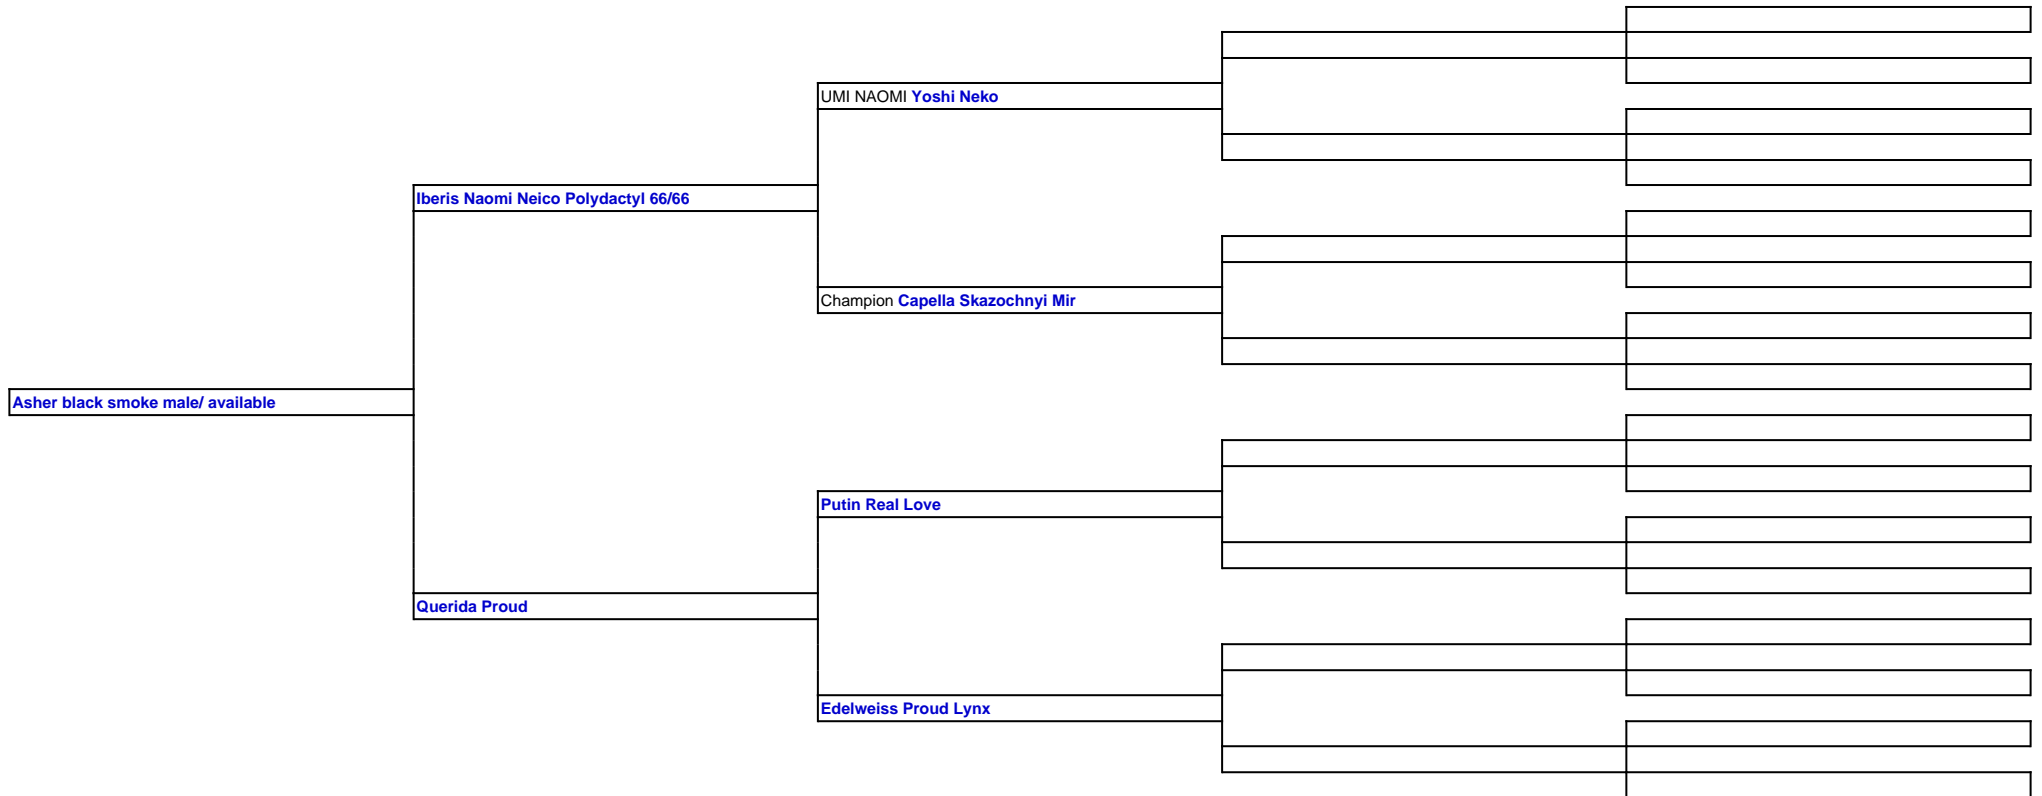 UMI NAOMI Yoshi Neko
Iberis Naomi Neico Polydactyl 66/66
Champion Capella Skazochnyi Mir
Asher black smoke male/ available
Putin Real Love
Querida Proud
Edelweiss Proud Lynx